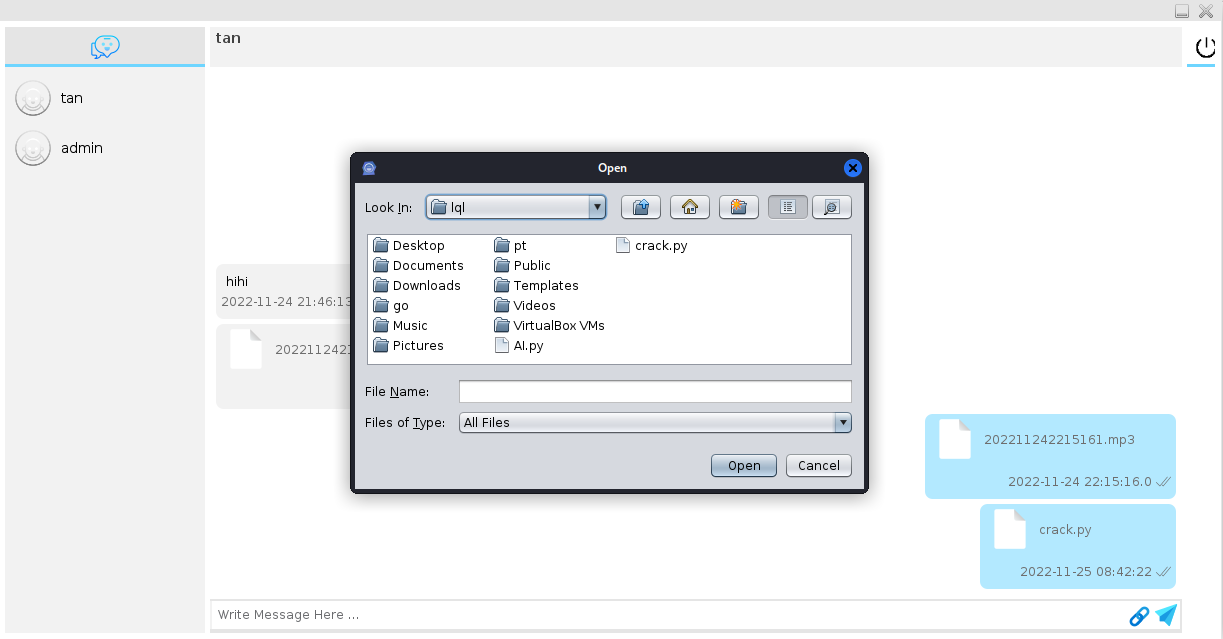 tan
tan
admin
hihi
2022-11-24 21:46:13
2022112421
Open
Look In:
lql
Desktop
Documents
Downloads
go
Music
Pictures
pt
Public
Templates
Videos
VirtualBox VMs
AI.py
crack.py
File Name:
Files of Type:
All Files
Open
Cancel
202211242215161.mp3
2022-11-24 22:15:16.0
crack.py
2022-11-25 08:42:22
Write Message Here ...